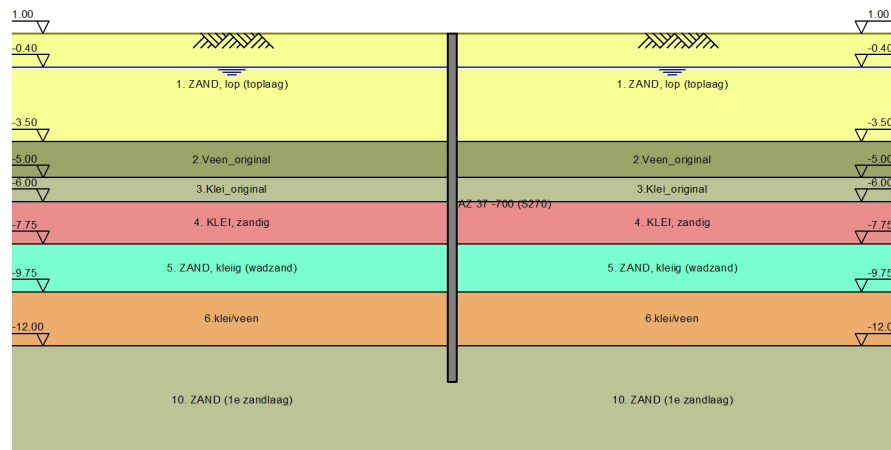 1.00 1.00
-0.40 -0.40
1. ZAND, lop (toplaag) 1. ZAND, lop (toplaag)
-3.50 -3.50
2.Veen_original 2.Veen_original
-5.00 -5.00
3.Klei_original 3.Klei_original
-6.00 -6.00
AZ 37 -700 (S270)
4. KLEI, zandig 4. KLEI, zandig
-7.75 -7.75
5. ZAND, kleiig (wadzand) 5. ZAND, kleiig (wadzand)
-9.75 -9.75
6.klei/veen 6.klei/veen
-12.00 -12.0
10. ZAND (1e zandlaag) 10. ZAND (1e zandlaag)